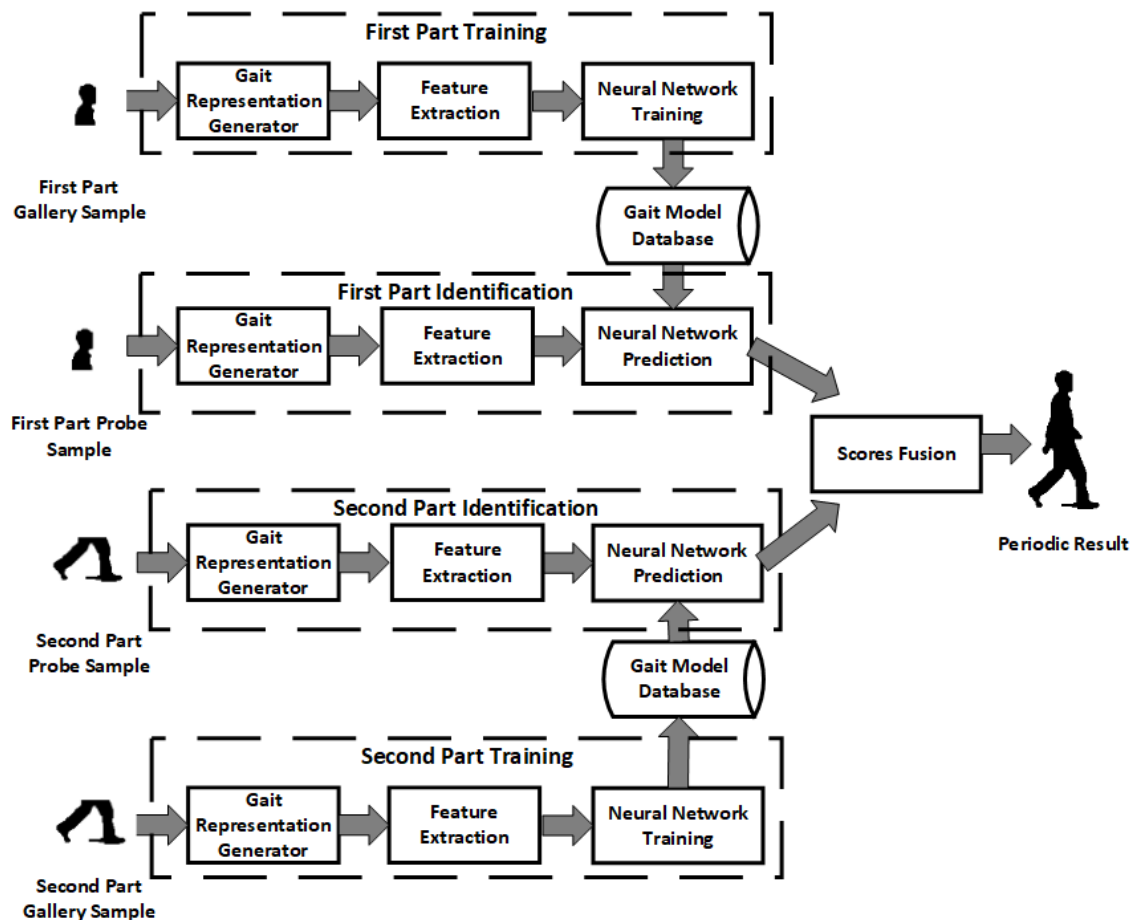 First Part Training
Gait
Representation
Generator
Feature
Extraction
Neural Network
Training
First Part
Gallery Sample
Gait Model
Database
First Part Identification
Gait
Representation
Generator
Feature
Extraction
Neural Network
Prediction
First Part Probe
Sample
Scores Fusion
Periodic Result
Second Part Identification
Gait
Representation
Generator
Feature
Extraction
Neural Network
Prediction
Second Part
Probe Sample
Gait Model
Database
Second Part Training
Gait
Representation
Generator
Feature
Extraction
Neural Network
Training
Second Part
Gallery Sample